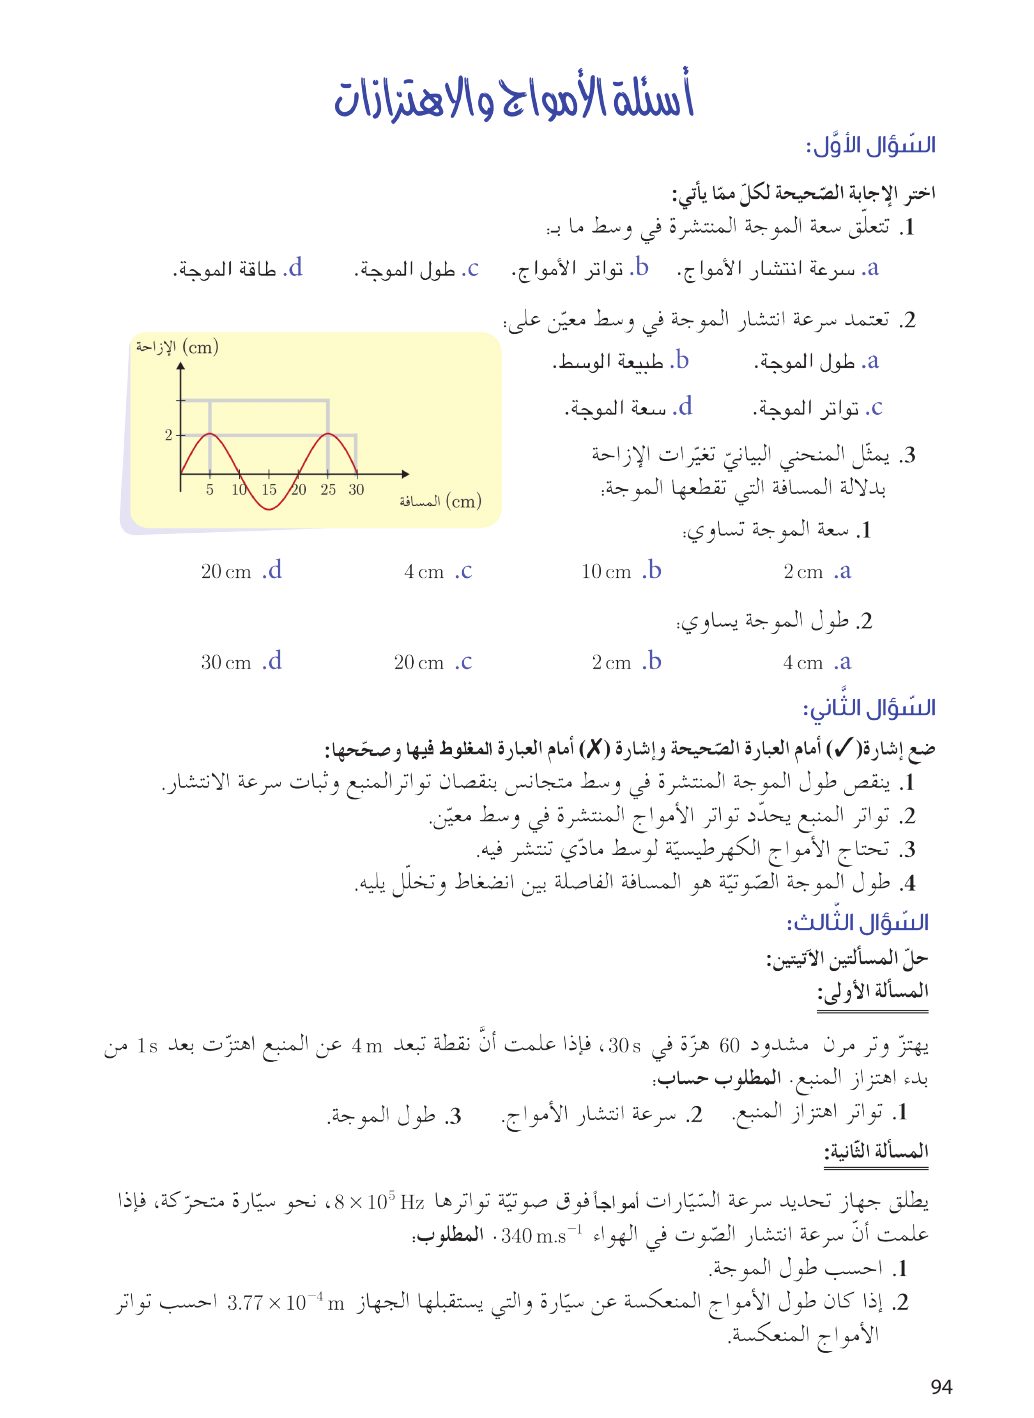 أسئلة الأمواج والاهتزازات
السّؤال الأوَّل:
اختر الإجابة الصّحيحة لكلّ ممّا يأتي:
1. تتعلّق سعة الموجة المنتشرة في وسط ما بـ:
a. سرعة انتشار الأمواج. b. تواتر الأمواج. c. طول الموجة. d. طاقة الموجة.
2. تعتمد سرعة انتشار الموجة في وسط معيّن على:
a. طول الموجة. b. طبيعة الوسط.
c. تواتر الموجة. d. سعة الموجة.
3. يمثّل المنحني البيانيّ تغيّرات الإزاحة
بدلالة المسافة التي تقطعها الموجة:
الإزاحة (cm)
2
5 10 15 20 25 30
المسافة (cm)
1. سعة الموجة تساوي:
a. 2 cm b. 10 cm c. 4 cm d. 20 cm
2. طول الموجة يساوي:
a. 4 cm b. 2 cm c. 20 cm d. 30 cm
السّؤال الثَّاني:
ضع إشارة(✓) أمام العبارة الصّحيحة وإشارة (✗) أمام العبارة المغلوط فيها وصحّحها:
1. ينقص طول الموجة المنتشرة في وسط متجانس بنقصان تواترالمنبع وثبات سرعة الانتشار.
2. تواتر المنبع يحدّد تواتر الأمواج المنتشرة في وسط معيّن.
3. تحتاج الأمواج الكهرطيسيّة لوسط مادّي تنتشر فيه.
4. طول الموجة الصّوتيّة هو المسافة الفاصلة بين انضغاط وتخلّل يليه.
السّؤال الثّالث:
حلّ المسألتين الآتيتين:
المسألة الأولى:
يهتزّ وتر مرن مشدود 60 هزّة في 30 s، فإذا علمت أنَّ نقطة تبعد 4 m عن المنبع اهتزّت بعد 1 s من
بدء اهتزاز المنبع. المطلوب حساب:
1. تواتر اهتزاز المنبع. 2. سرعة انتشار الأمواج. 3. طول الموجة.
المسألة الثّانية:
يطلق جهاز تحديد سرعة السّيّارات أمواجاً فوق صوتيّة تواترها 8 × 10⁵ Hz، نحو سيّارة متحرّكة، فإذا
علمت أنّ سرعة انتشار الصّوت في الهواء 340 m.s⁻¹. المطلوب:
1. احسب طول الموجة.
2. إذا كان طول الأمواج المنعكسة عن سيّارة والتي يستقبلها الجهاز 3.77 × 10⁻⁴ m احسب تواتر
الأمواج المنعكسة.
94